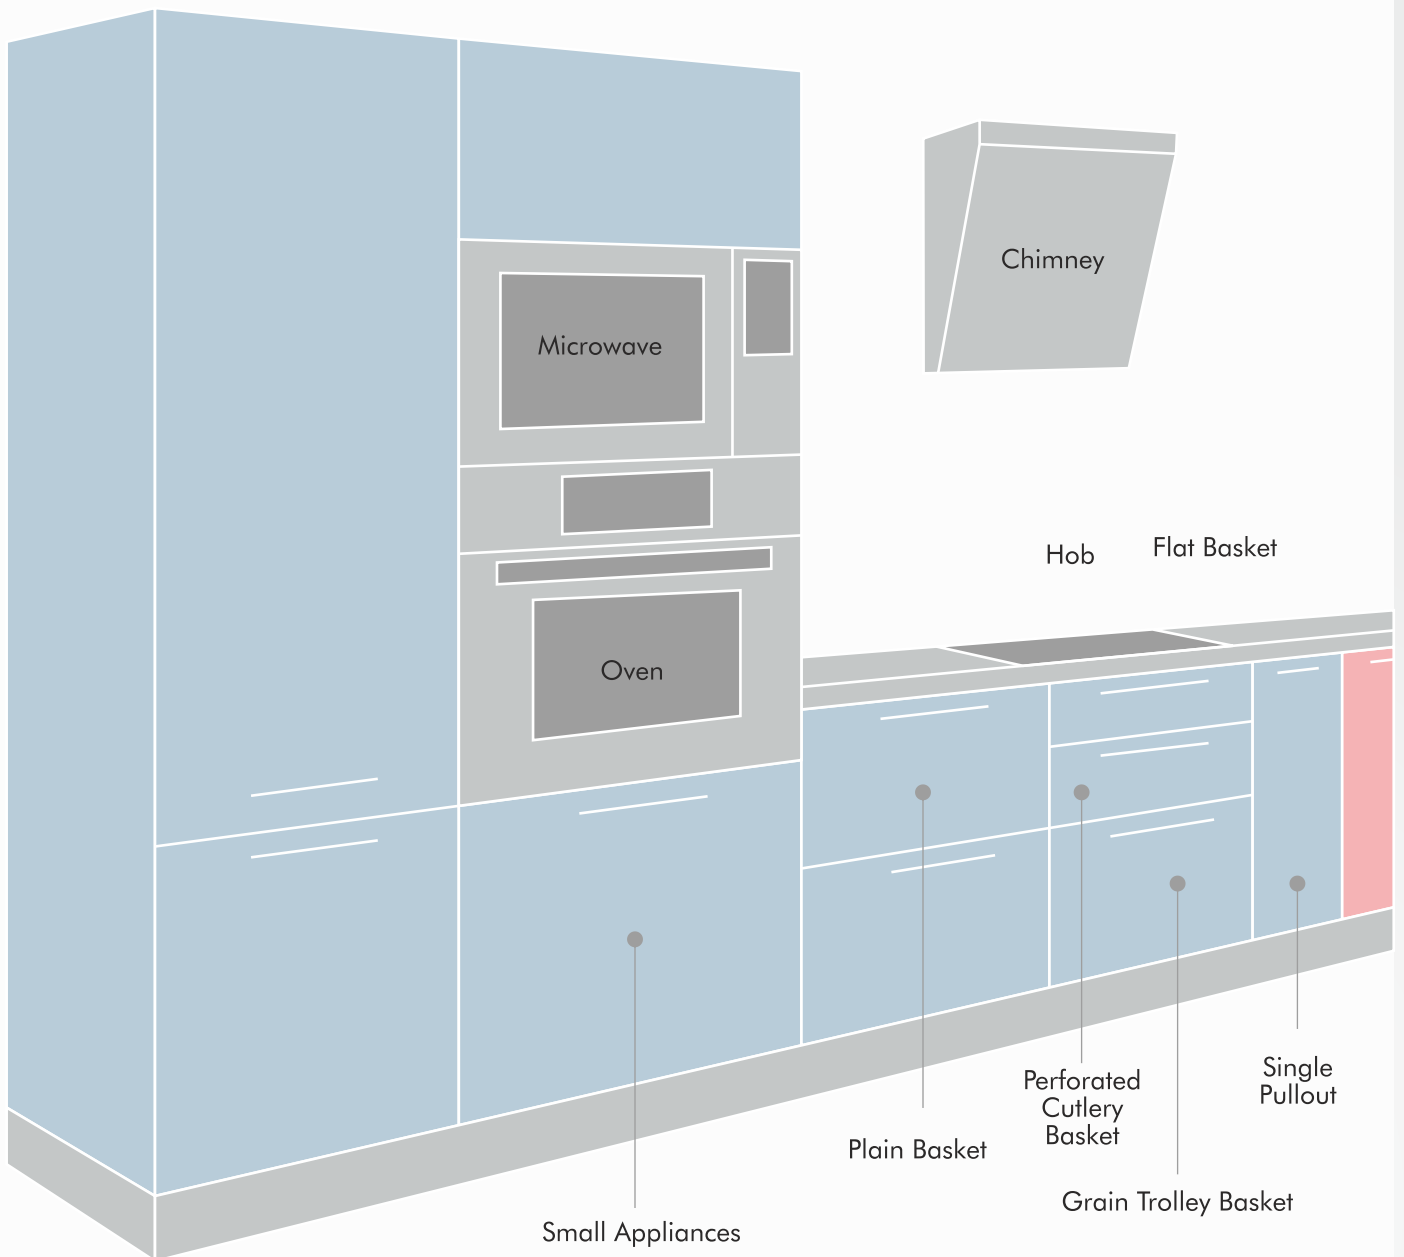 Chimney
Microwave
Hob
Flat Basket
Oven
Single
Pullout
Perforated
Cutlery
Basket
Plain Basket
Grain Trolley Basket
Small Appliances